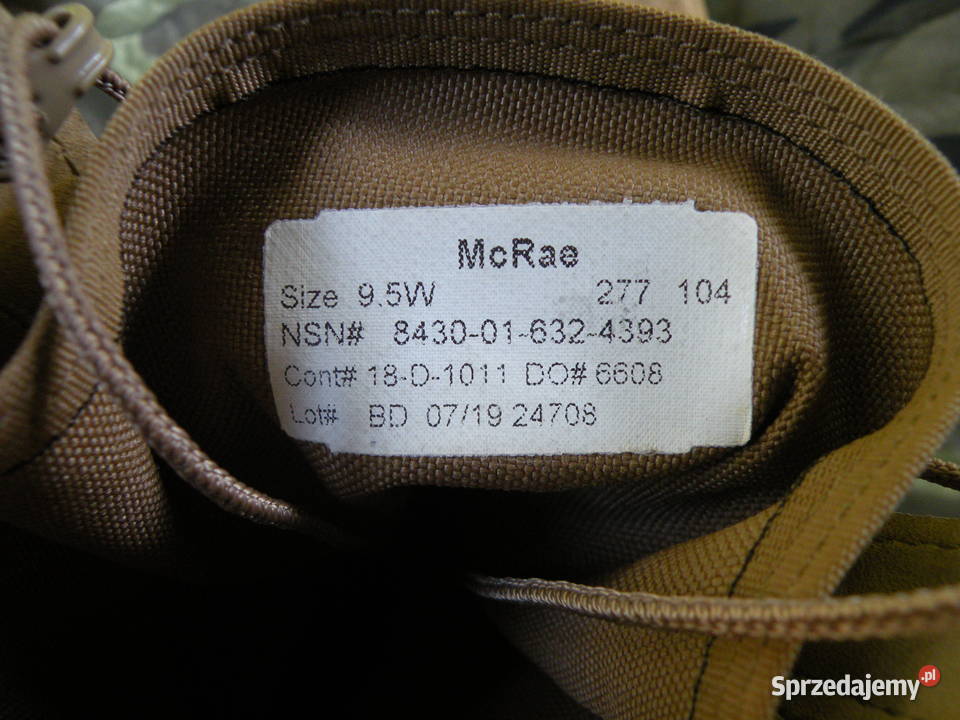 McRae
Size 9.5W 277 104
NSN# 8430-01-632-4393
Cont# 18-D-1011 DO# 6608
Lot# BD 07/19 24708
Sprzedajemy.pl